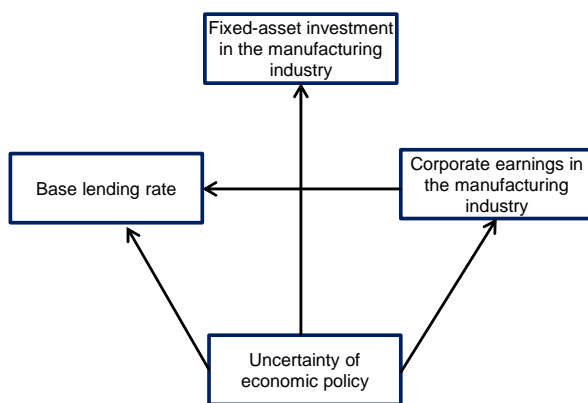 Fixed-asset investment
in the manufacturing
industry
Base lending rate
Corporate earnings in
the manufacturing
industry
Uncertainty of
economic policy